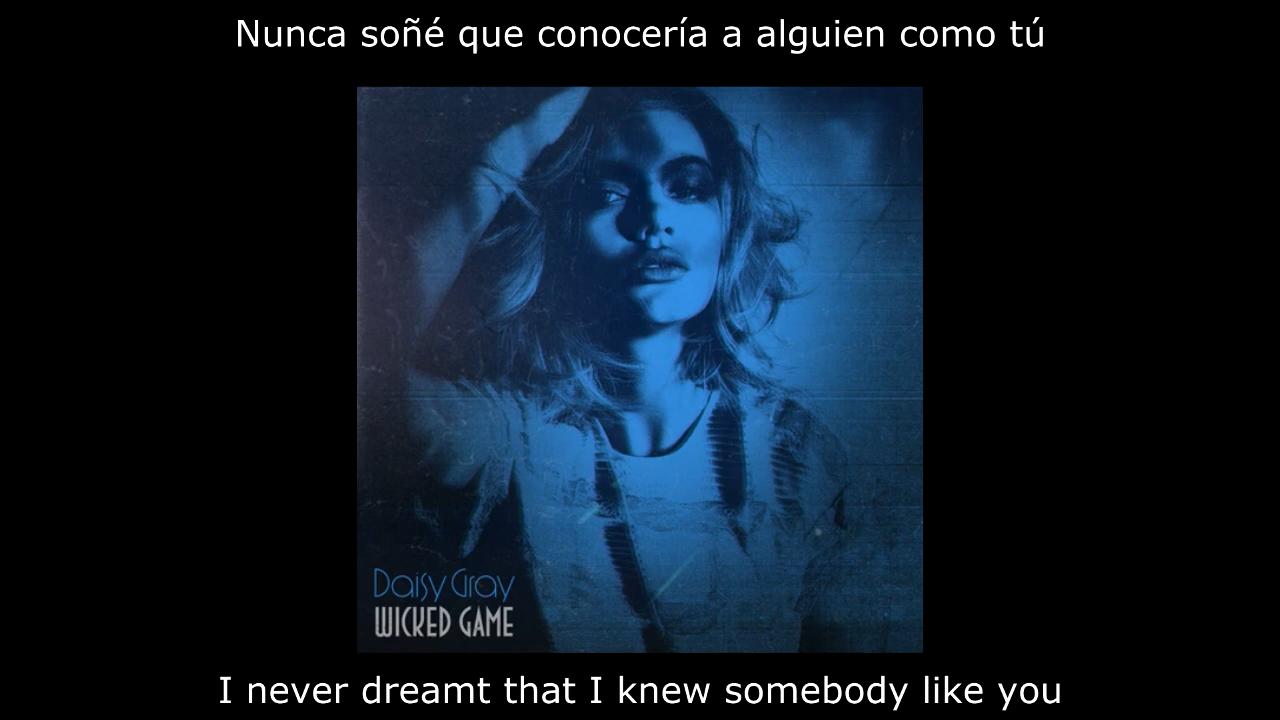 Nunca soñé que conocería a alguien como tú
Daisy Gray
WICKED GAME
I never dreamt that I knew somebody like you